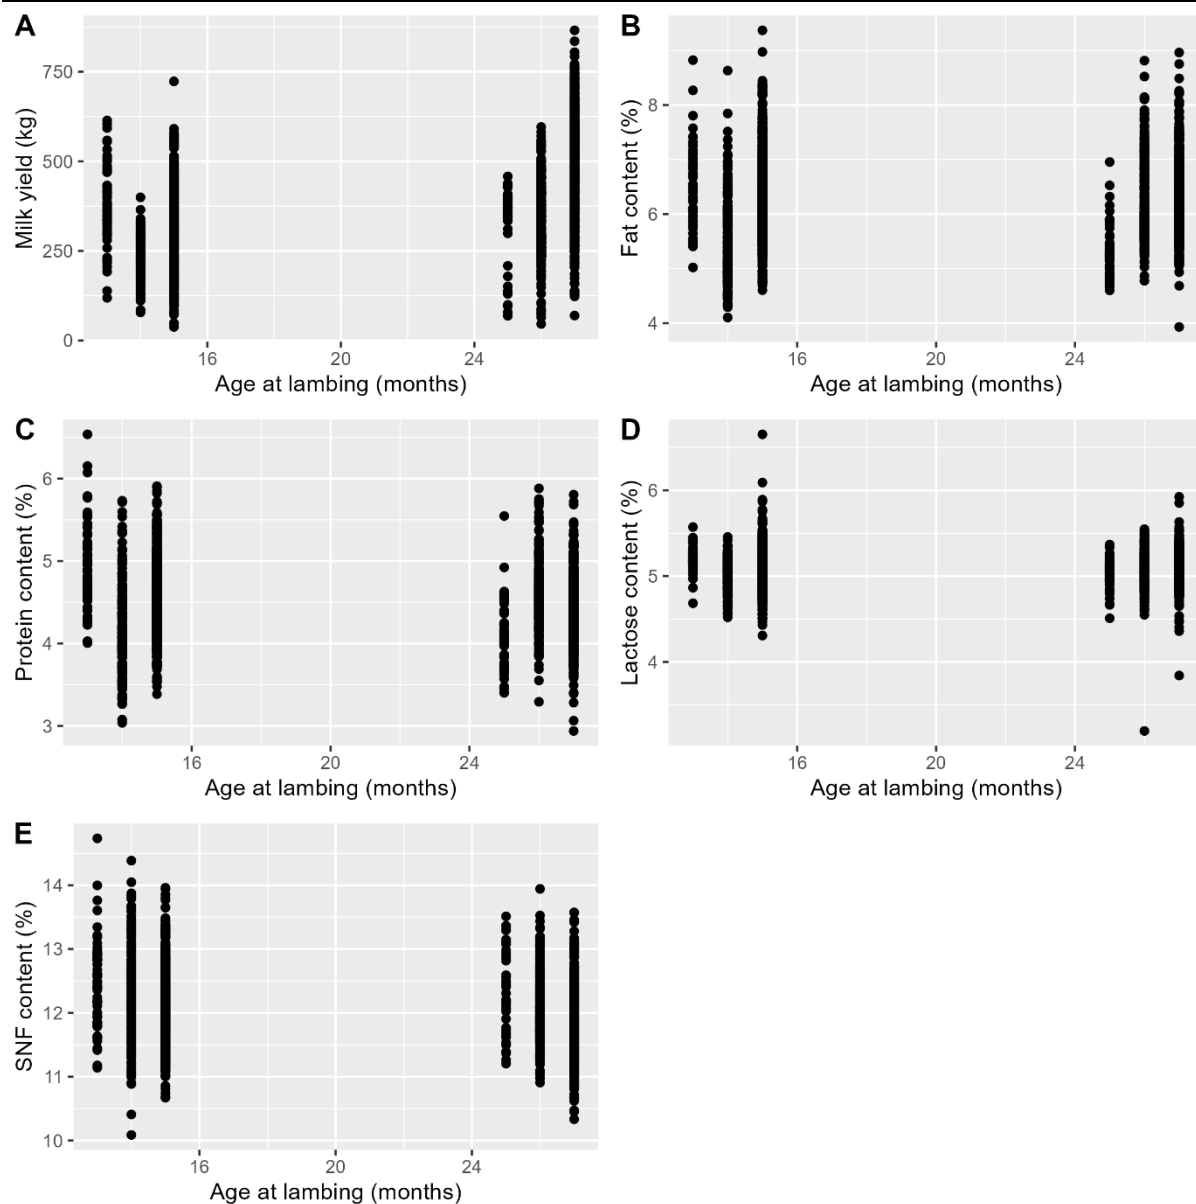 A
B
Milk yield (kg)
750
500
250
0
16
20
24
Age at lambing (months)
Fat content (%)
8
6
4
16
20
24
Age at lambing (months)
C
D
Protein content (%)
6
5
4
3
16
20
24
Age at lambing (months)
Lactose content (%)
6
5
4
16
20
24
Age at lambing (months)
E
SNF content (%)
14
13
12
11
10
16
20
24
Age at lambing (months)